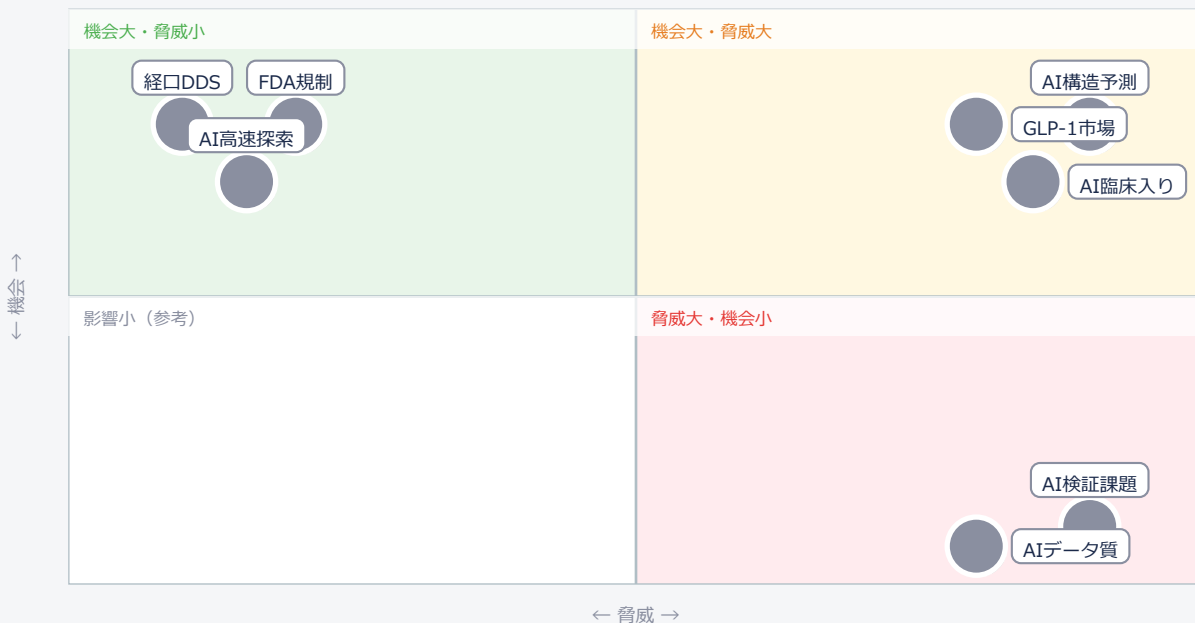 機会大・脅威小
機会大・脅威大
経口DDS
FDA規制
AI構造予測
AI高速探索
GLP-1市場
AI臨床入り
← 機会 →
影響小（参考）
脅威大・機会小
AI検証課題
AIデータ質
← 脅威 →